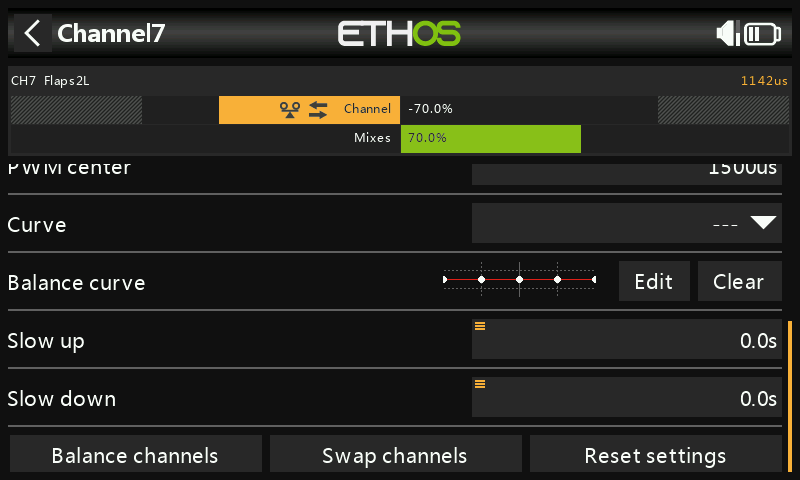 Channel7
ETHOS
CH7 Flaps2L 1142us
Channel -70.0%
Mixes 70.0%
PWM center 1500us
Curve ---
Balance curve Edit Clear
Slow up 0.0s
Slow down 0.0s
Balance channels Swap channels Reset settings